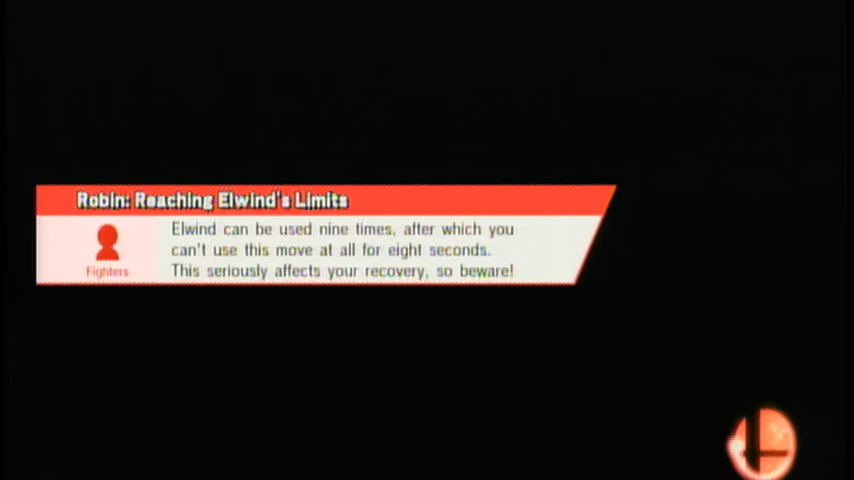 Robin: Reaching Elwind's Limits
Elwind can be used nine times, after which you
can't use this move at all for eight seconds.
This seriously affects your recovery, so beware!
Fighters